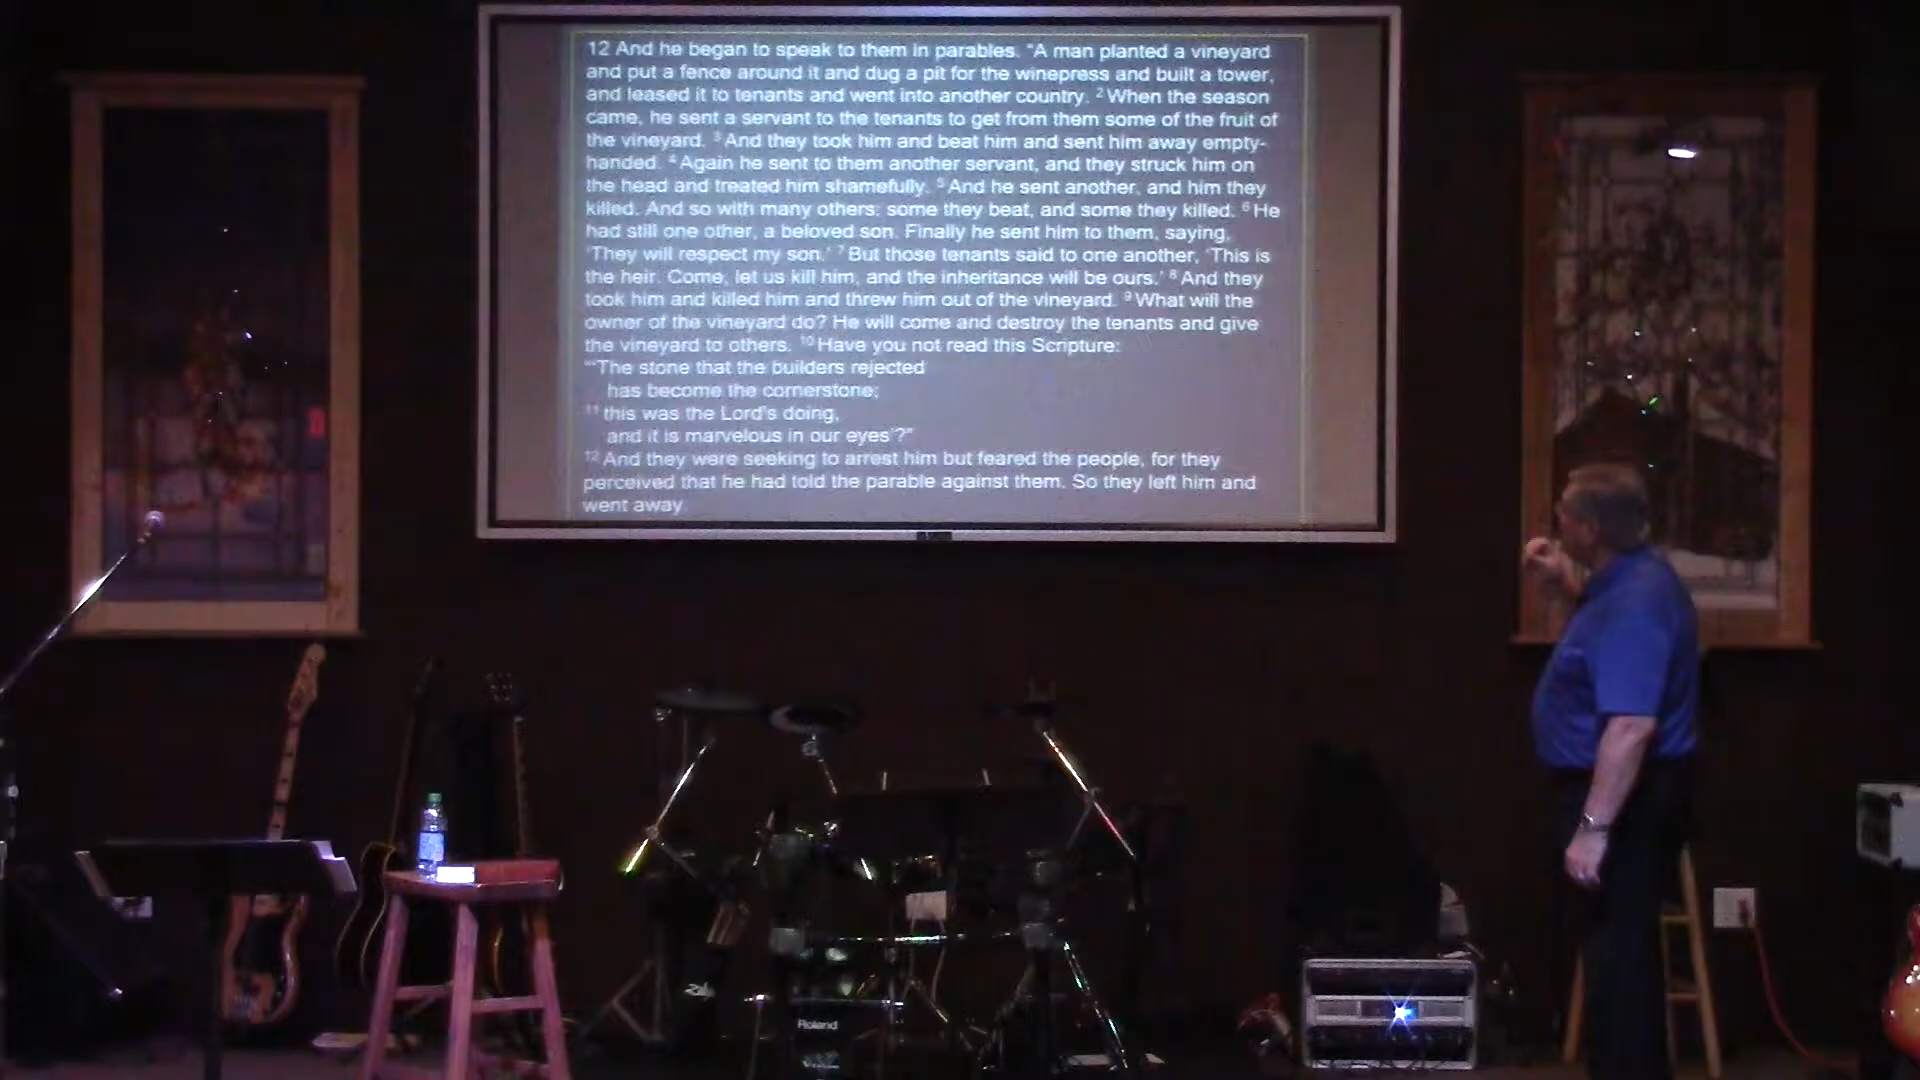 12 And he began to speak to them in parables. “A man planted a vineyard
and put a fence around it and dug a pit for the winepress and built a tower,
and leased it to tenants and went into another country. ² When the season
came, he sent a servant to the tenants to get from them some of the fruit of
the vineyard. ³ And they took him and beat him and sent him away empty-
handed. ⁴ Again he sent to them another servant, and they struck him on
the head and treated him shamefully. ⁵ And he sent another, and him they
killed. And so with many others: some they beat, and some they killed. ⁶ He
had still one other, a beloved son. Finally he sent him to them, saying,
‘They will respect my son.’ ⁷ But those tenants said to one another, ‘This is
the heir. Come, let us kill him, and the inheritance will be ours.’ ⁸ And they
took him and killed him and threw him out of the vineyard. ⁹ What will the
owner of the vineyard do? He will come and destroy the tenants and give
the vineyard to others. ¹⁰ Have you not read this Scripture:
“‘The stone that the builders rejected
has become the cornerstone;
¹¹ this was the Lord’s doing,
and it is marvelous in our eyes’?”
¹² And they were seeking to arrest him but feared the people, for they
perceived that he had told the parable against them. So they left him and
went away.
Roland